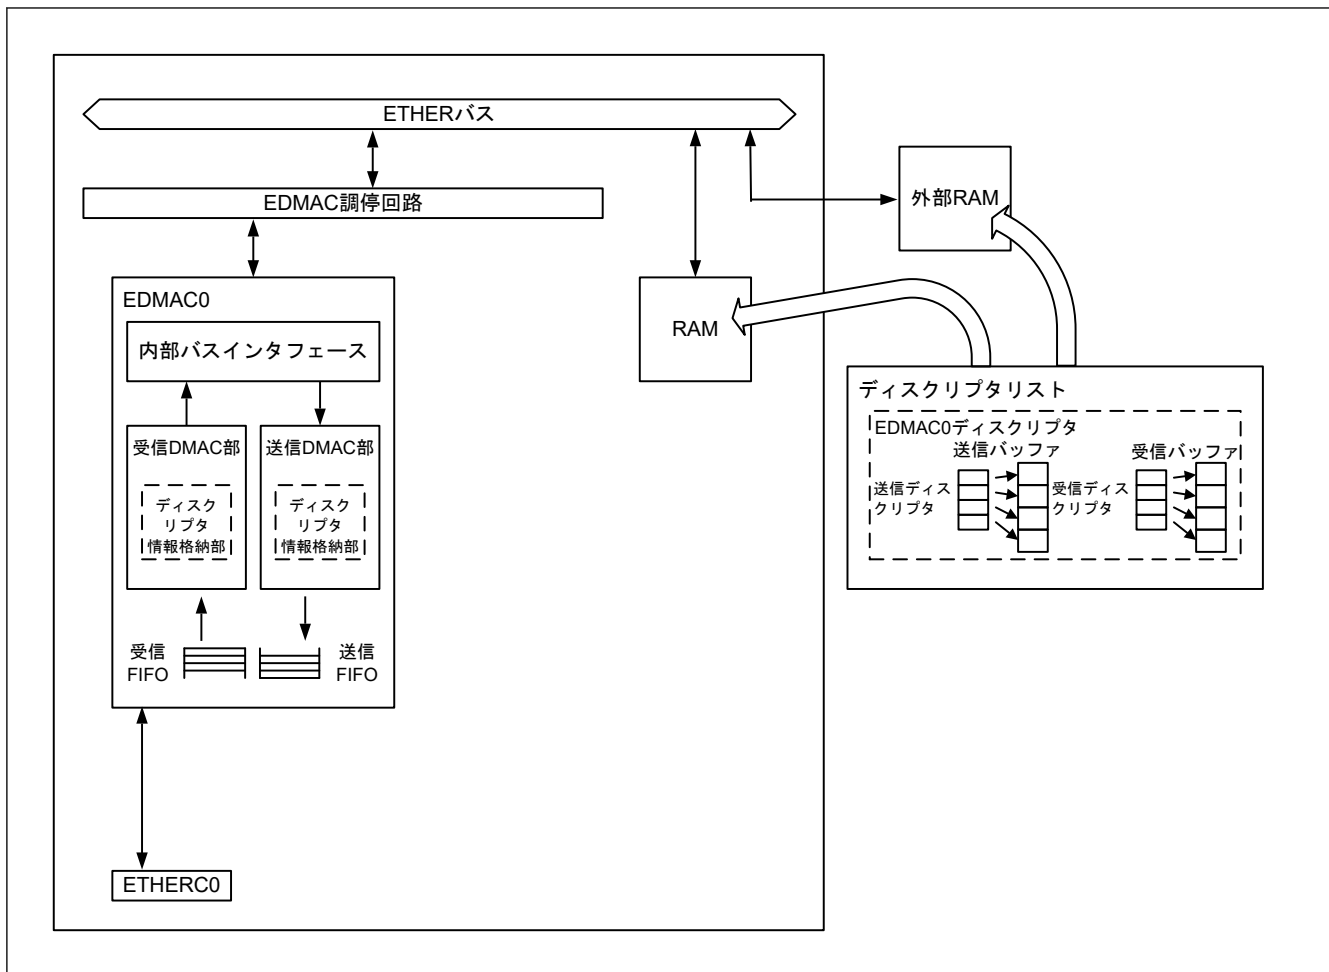 ETHERバス
EDMAC調停回路
外部RAM
EDMAC0
内部バスインタフェース
RAM
受信DMAC部
送信DMAC部
ディスク
リプタ
情報格納部
ディスク
リプタ
情報格納部
受信
FIFO
送信
FIFO
ETHERC0
ディスクリプタリスト
EDMAC0ディスクリプタ
送信バッファ
受信バッファ
送信ディス
クリプタ
受信ディス
クリプタ